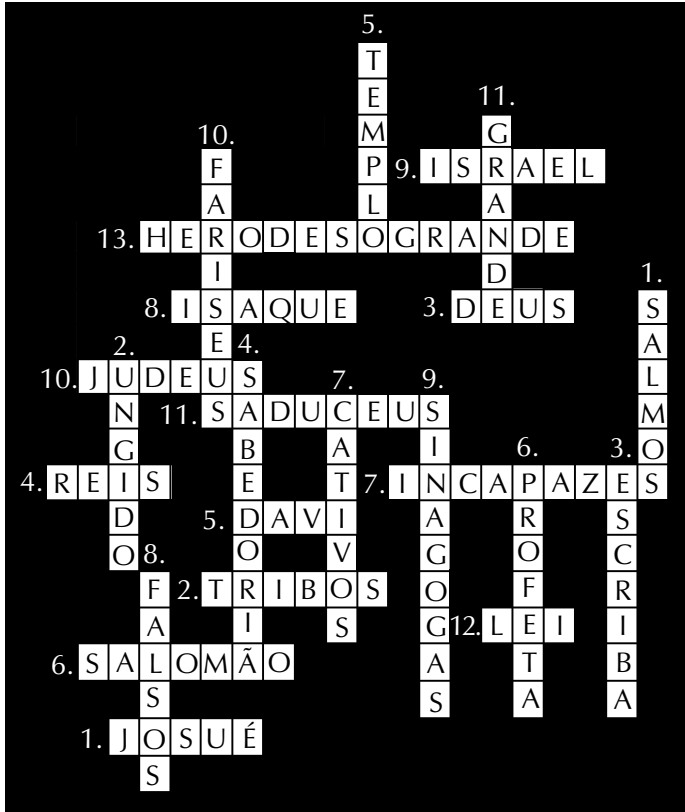 5. TEMPLO
11. GRANDE
10. FARISEUS
9. ISRAEL
13. HERODESOGRANDE
1. SALMOS
8. ISAQUE
3. DEUS
2. UNGIDO
4. SABEDORIÃ
10. JUDEUS
7. CATIVOS
9. SINAGOGAS
11. SADUCEUS
6. PROFETA
3. ESCRIBA
4. REIS
7. INCAPAZES
5. DAVI
8. FALSOS
2. TRIBOS
12. LEI
6. SALOMÃO
1. JOSUÉ